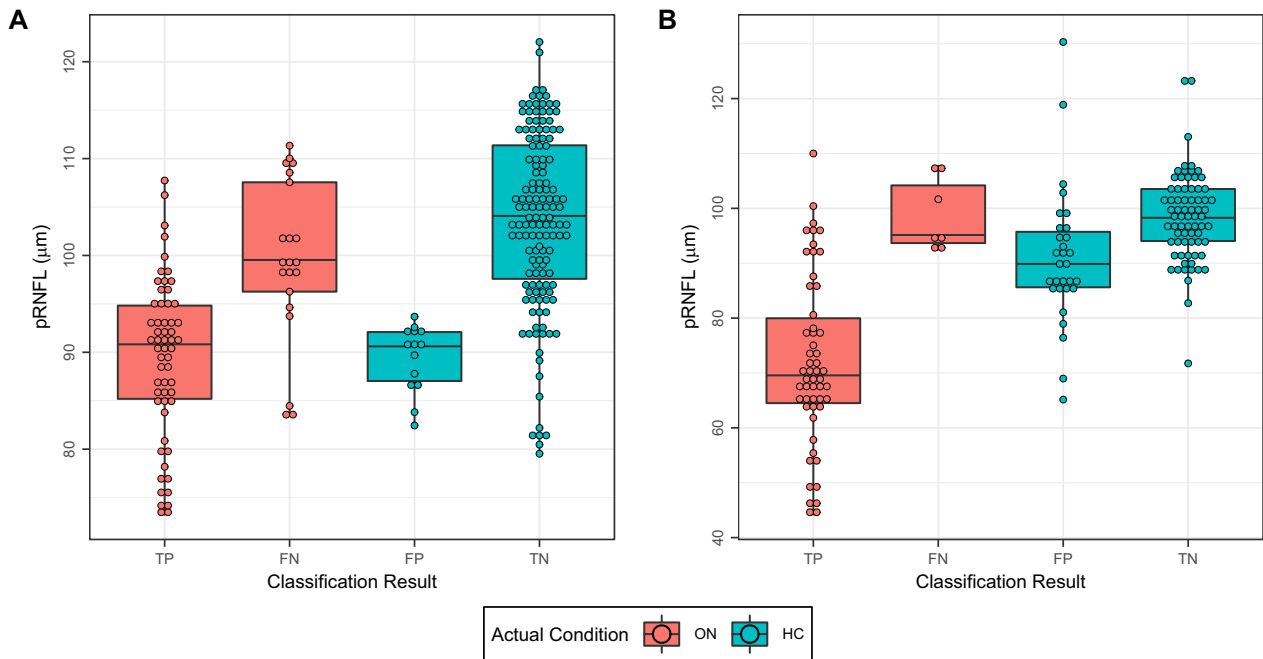 A
B
pRNFL (μm)
120
110
100
90
80
TP
FN
FP
TN
Classification Result
pRNFL (μm)
120
100
80
60
40
TP
FN
FP
TN
Classification Result
Actual Condition ON HC